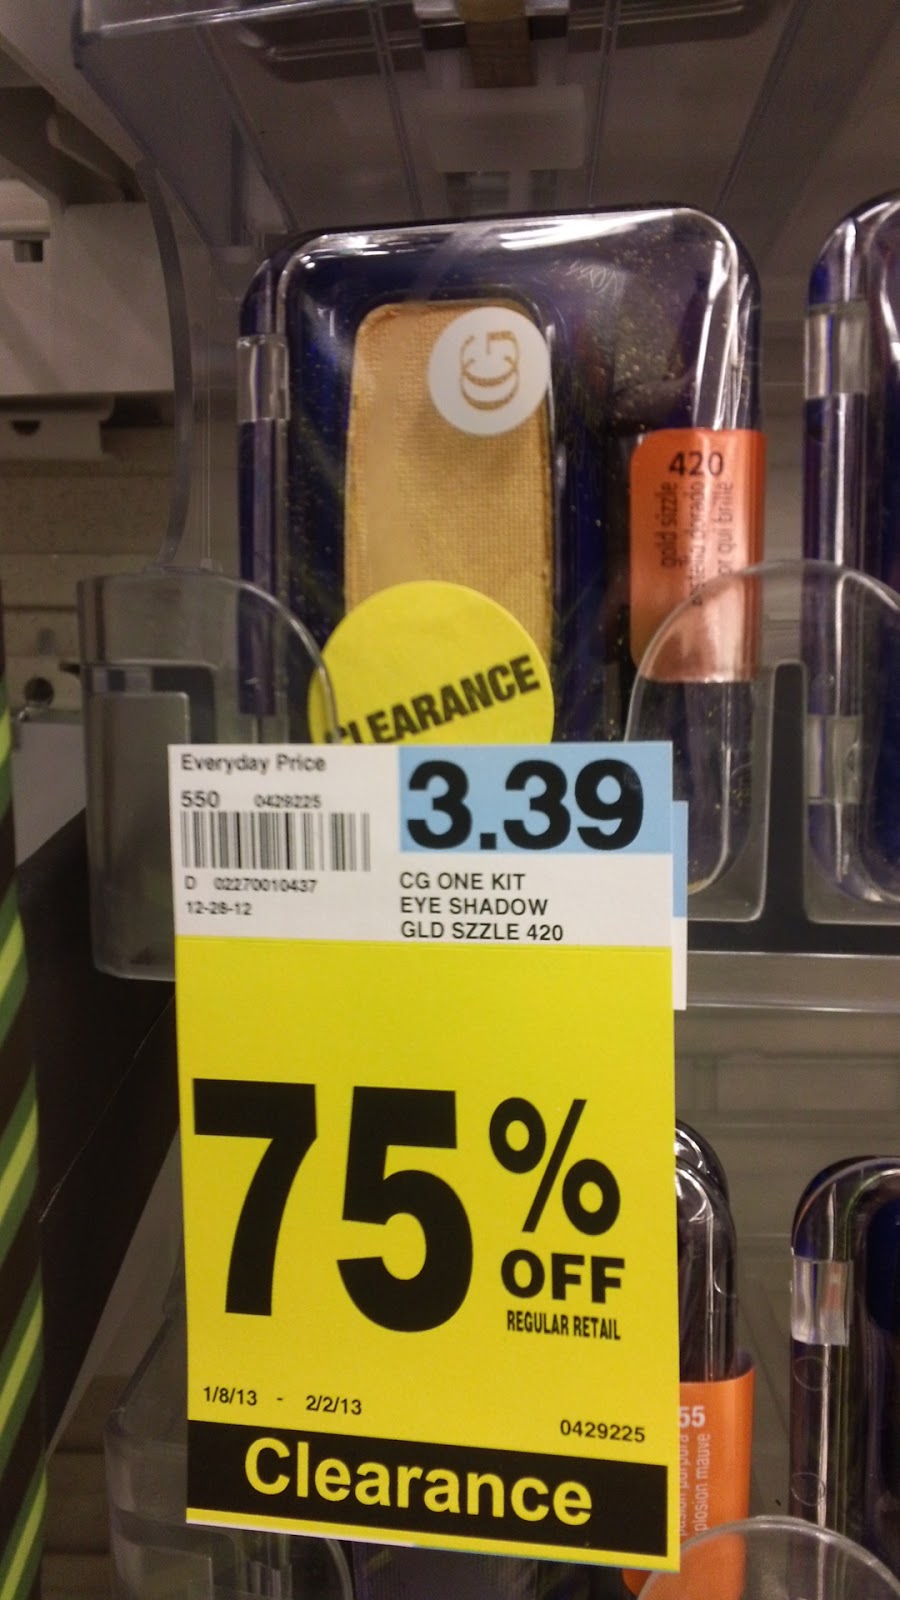 CG
420
gold sizzle
or qui brille
CLEARANCE
Everyday Price
550 0429225
3.39
D 02270010437
12-28-12
CG ONE KIT
EYE SHADOW
GLD SZZLE 420
75%
OFF
REGULAR RETAIL
1/8/13 - 2/2/13
0429225
Clearance
55
plosion mauve